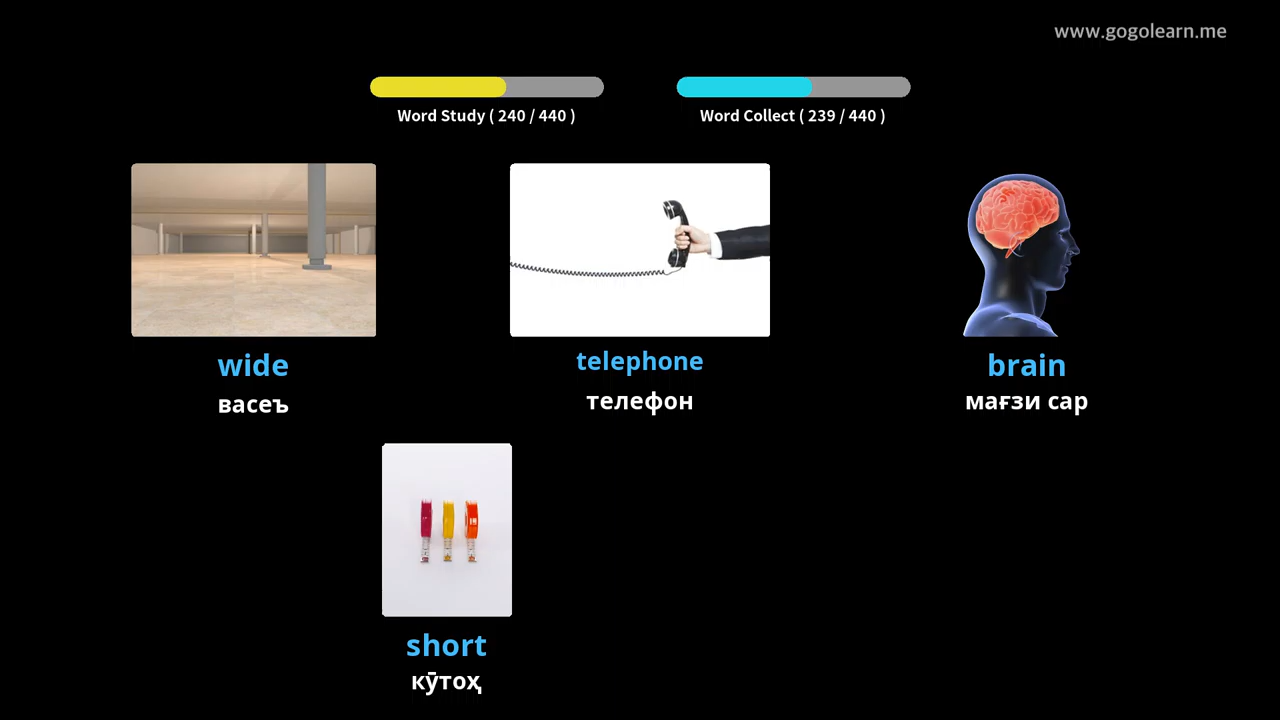 www.gogolearn.me
Word Study ( 240 / 440 )
Word Collect ( 239 / 440 )
wide
васеъ
telephone
телефон
brain
мағзи сар
short
кӯтоҳ